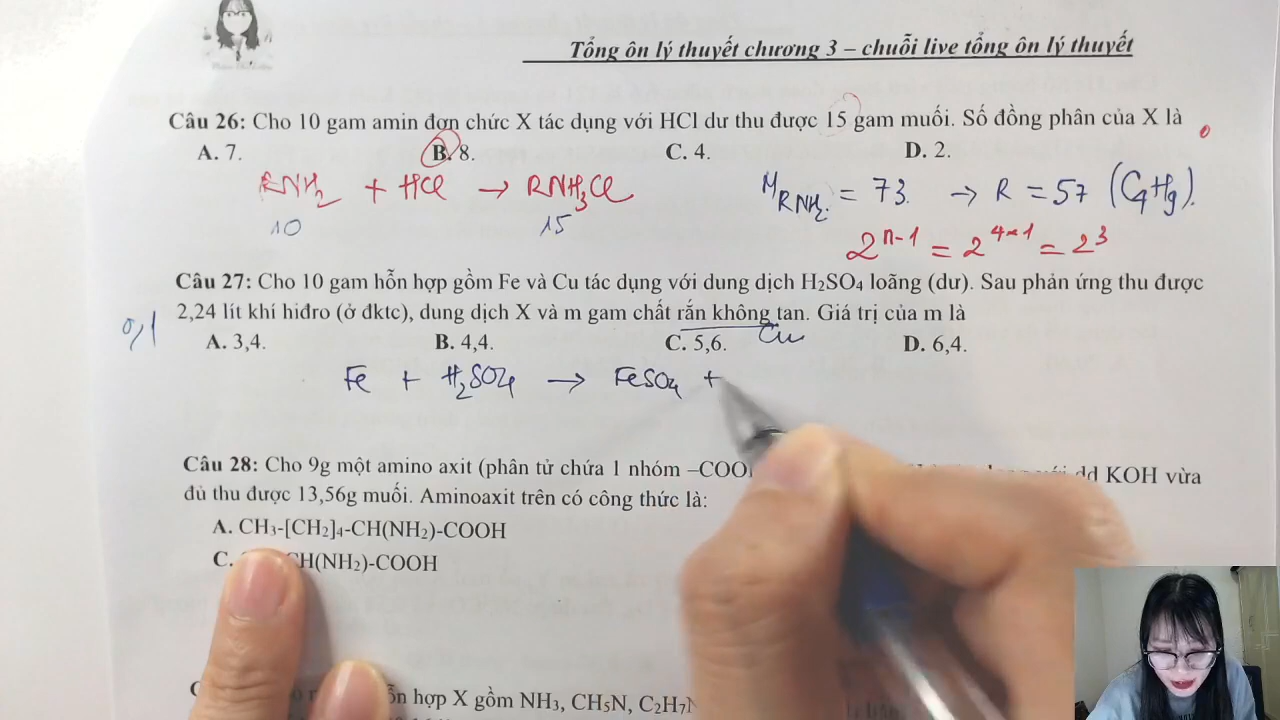 Tổng ôn lý thuyết chương 3 – chuỗi live tổng ôn lý thuyết
Câu 26: Cho 10 gam amin đơn chức X tác dụng với HCl dư thu được 15 gam muối. Số đồng phân của X là
A. 7. B. 8. C. 4. D. 2.
RNH2 + HCl → RNH3Cl
10 15
M RNH2 = 73 → R = 57 (C4H9).
2^n-1 = 2^4-1 = 2^3
Câu 27: Cho 10 gam hỗn hợp gồm Fe và Cu tác dụng với dung dịch H2SO4 loãng (dư). Sau phản ứng thu được
2,24 lít khí hiđro (ở đktc), dung dịch X và m gam chất rắn không tan. Giá trị của m là
0,1
Cu
A. 3,4. B. 4,4. C. 5,6. D. 6,4.
Fe + H2SO4 → FeSO4 +
Câu 28: Cho 9g một amino axit (phân tử chứa 1 nhóm dd KOH vừa
đủ thu được 13,56g muối. Aminoaxit trên có công thức là:
A. CH3-[CH2]4-CH(NH2)-COOH
C. CH(NH2)-COOH
hợp X gồm NH3, CH5N,